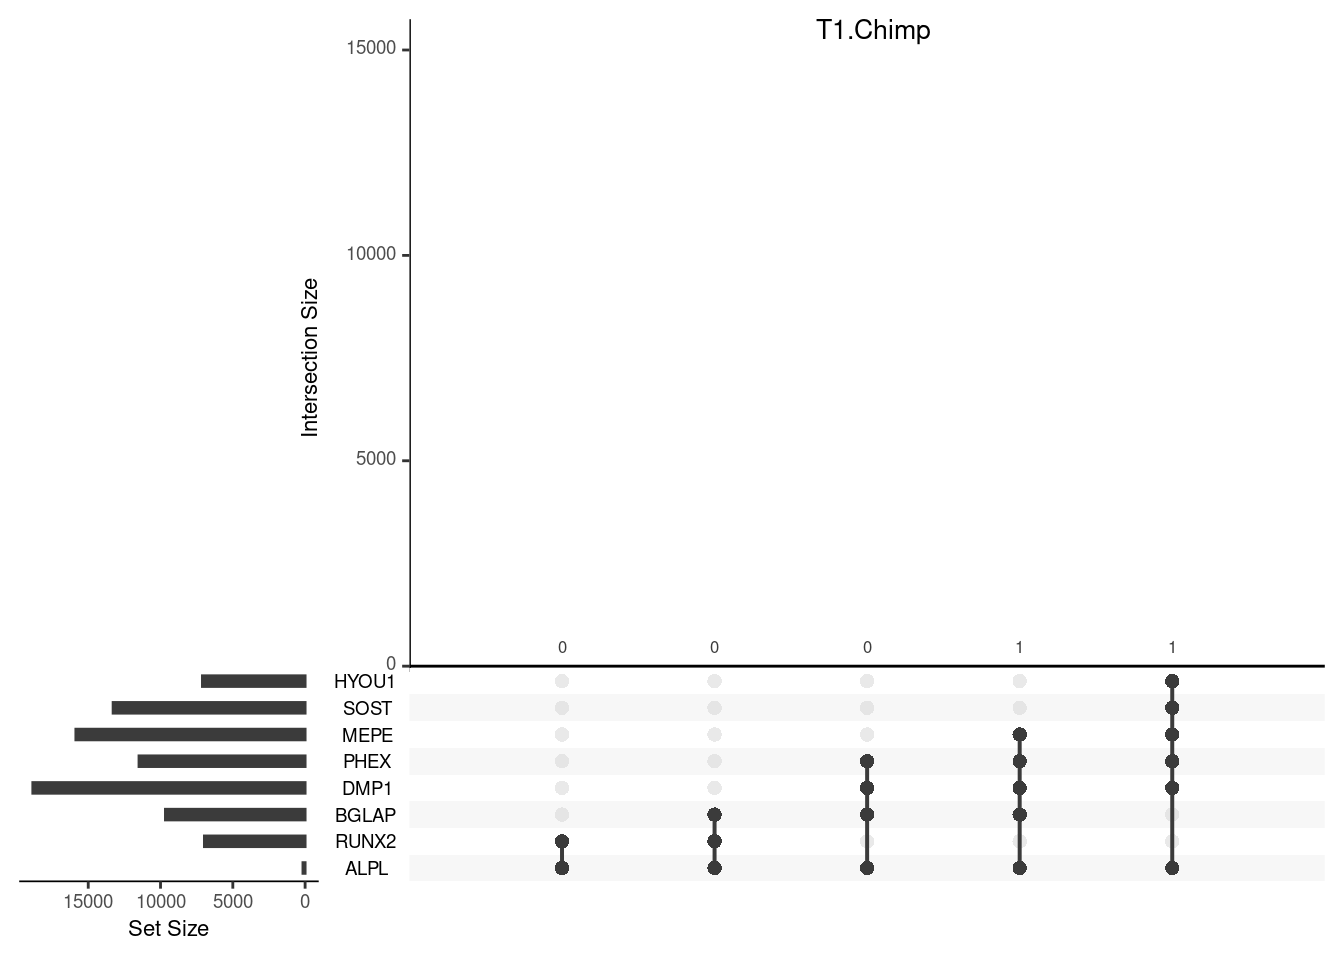 T1.Chimp
15000
10000
5000
0
Intersection Size
0 0 0 1 1
HYOU1
SOST
MEPE
PHEX
DMP1
BGLAP
RUNX2
ALPL
15000 10000 5000 0
Set Size